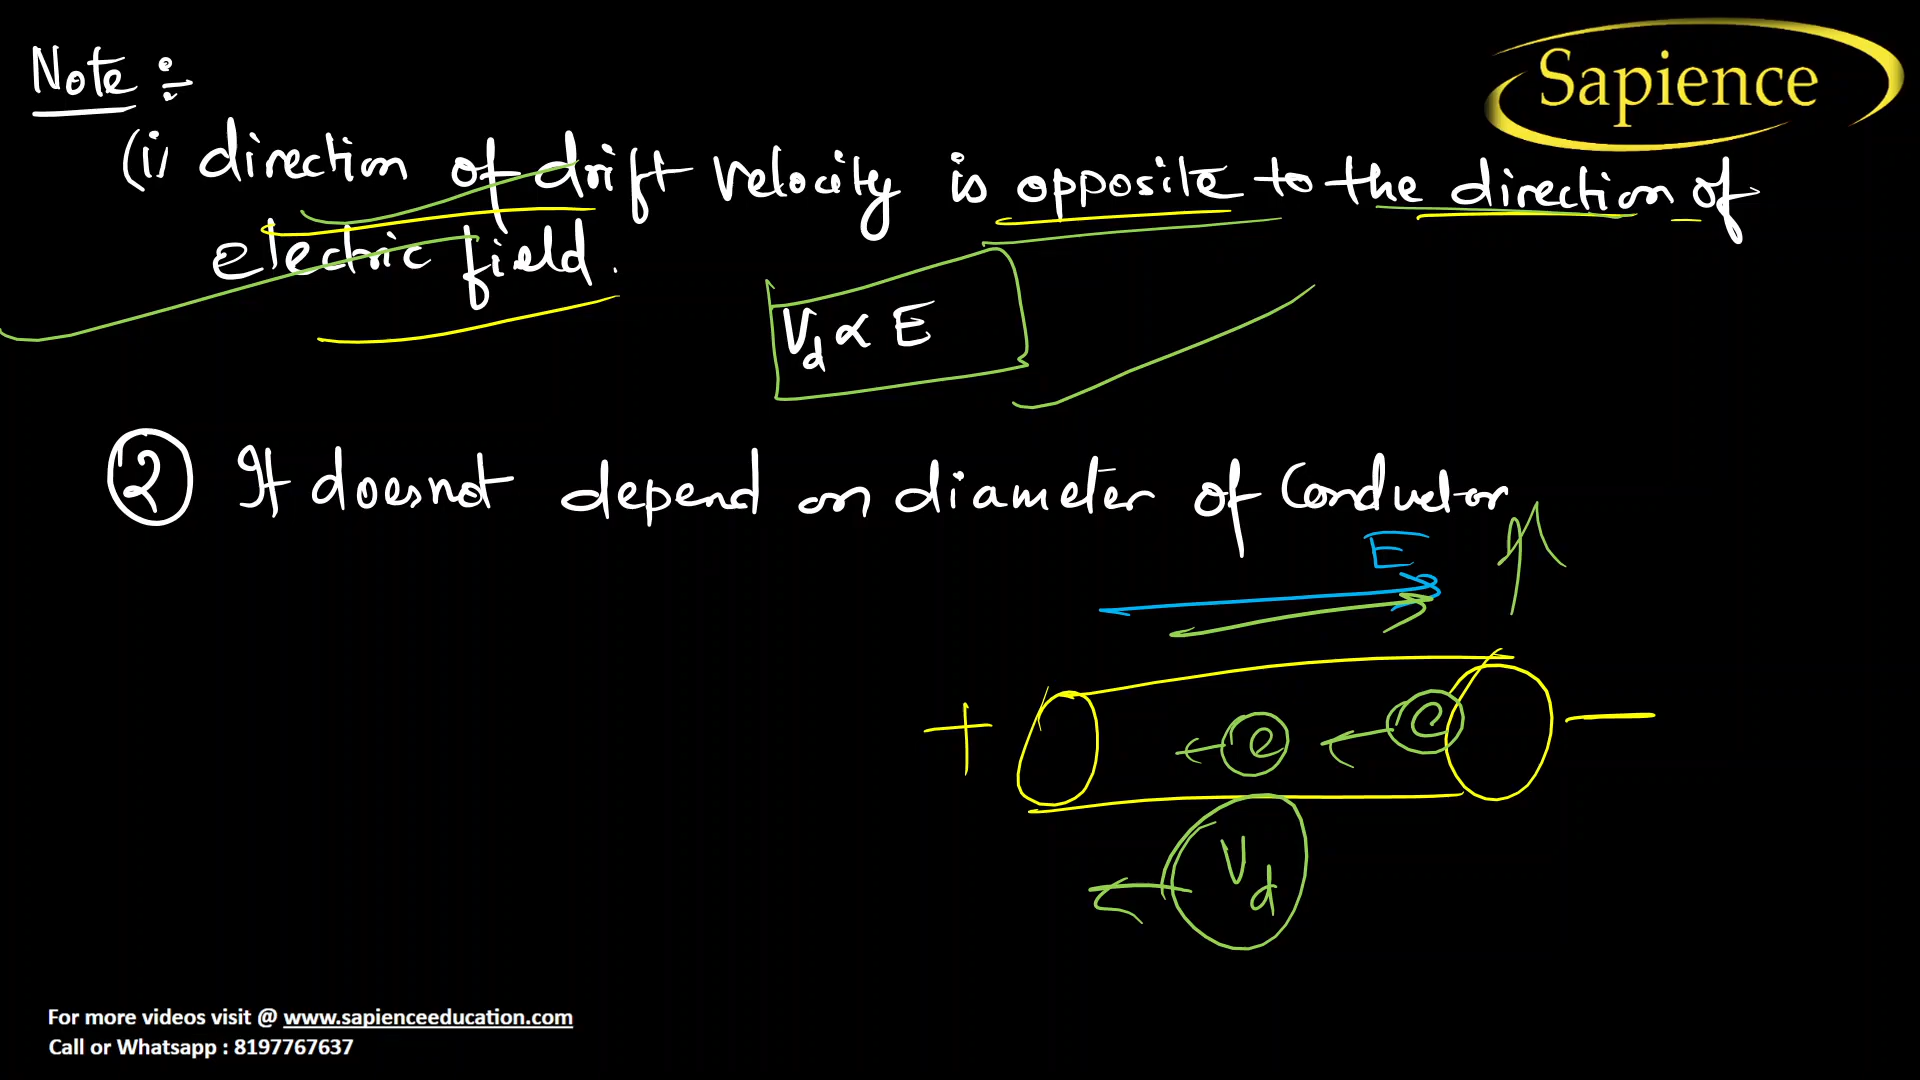 Note :-
Sapience
(i) direction of drift velocity is opposite to the direction of
electric field.
Vd ∝ E
② It doesnot depend on diameter of Conductor
E
+ e e −
Vd
For more videos visit @ www.sapienceeducation.com
Call or Whatsapp : 8197767637